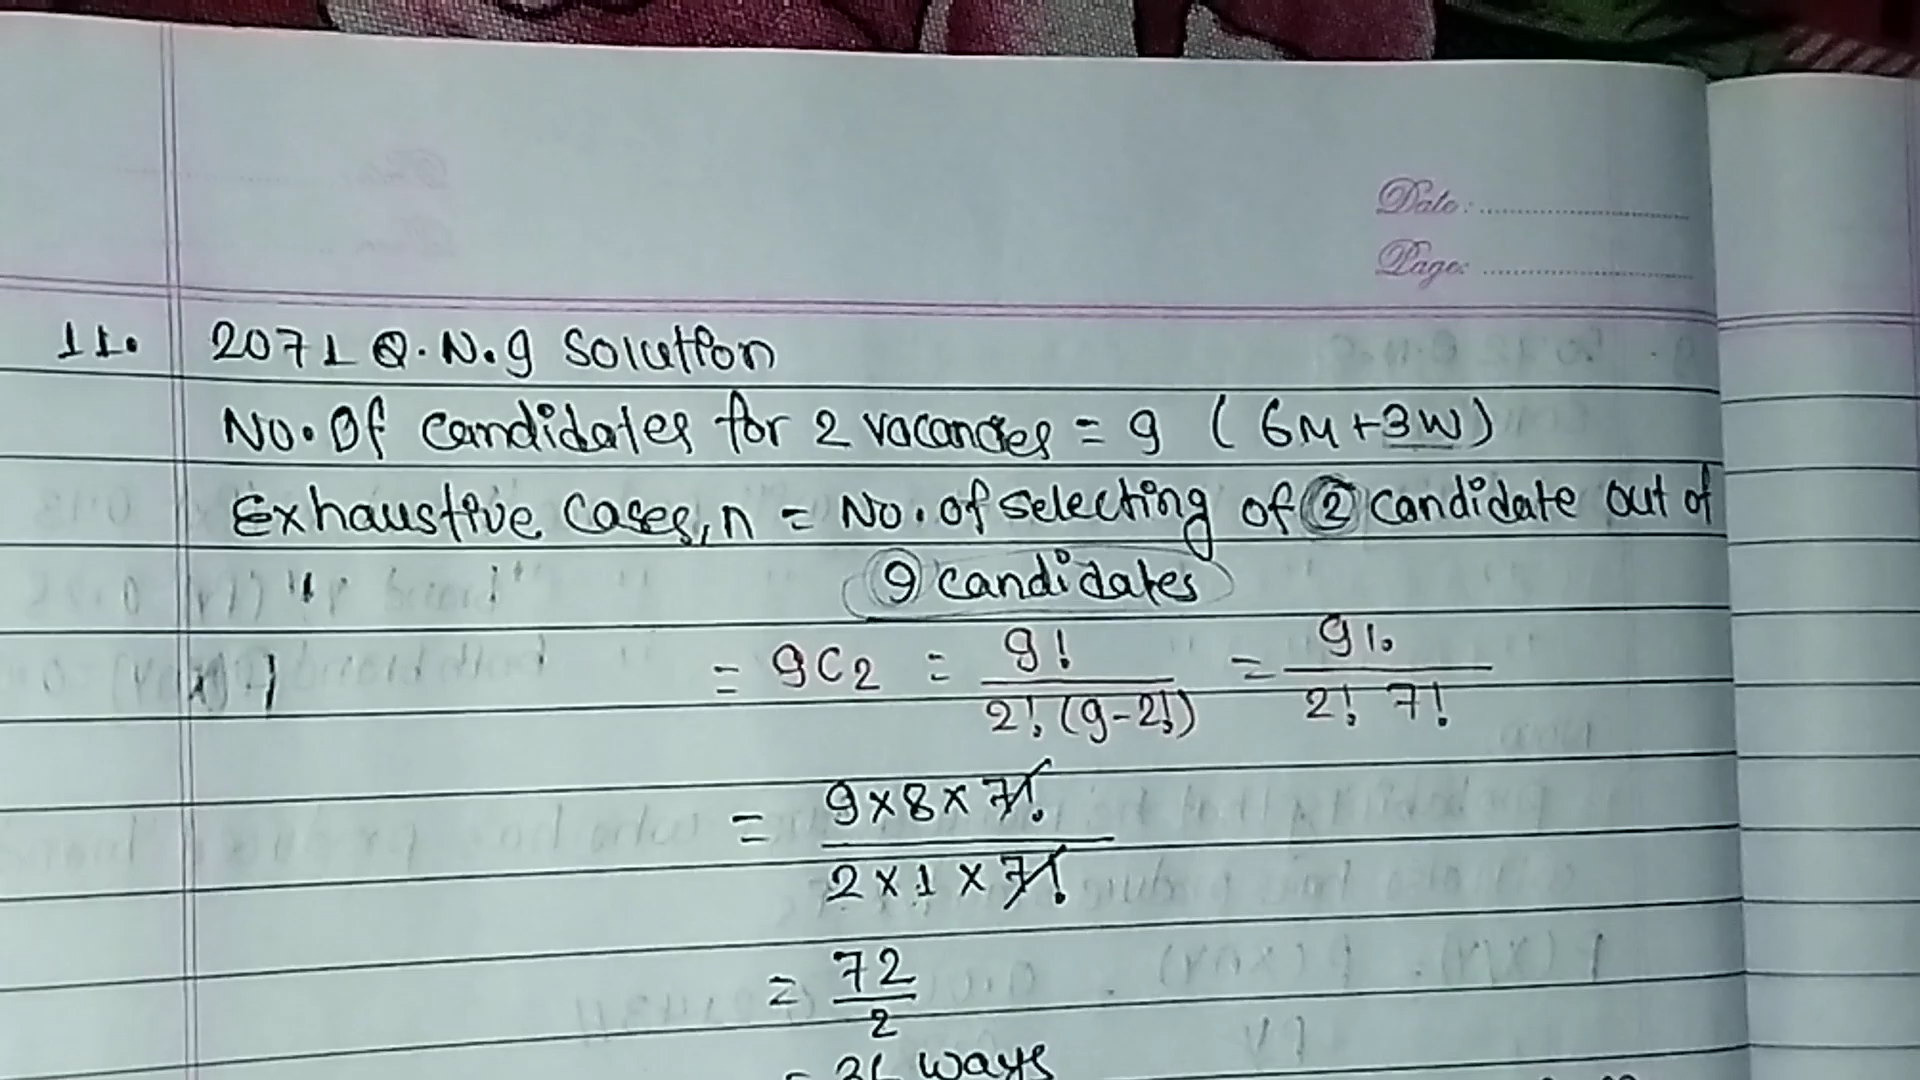 Date:
Page:
11. 2071 Q.N.9 Solution
No. Of candidates for 2 vacancies = 9 (6M+3W)
Exhaustive Cases, n = No. of selecting of 2 candidate out of
9 candidates
= 9C2 = 9! / 2! (9-2!) = 9! / 2! 7!
= 9×8×7! / 2×1×7!
= 72 / 2
= 36 ways